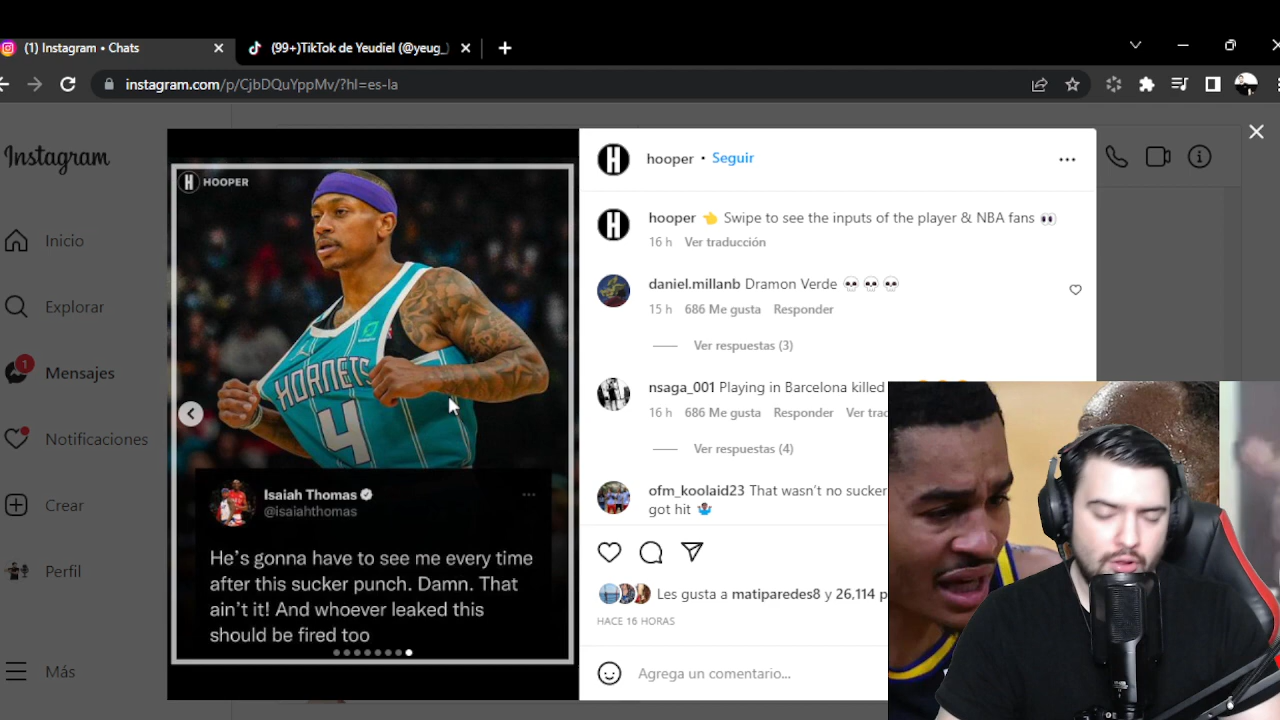 (1) Instagram • Chats
(99+)TikTok de Yeudiel (@yeug_
instagram.com/p/CjbDQuYppMv/?hl=es-la
Instagram
Inicio
Explorar
1
Mensajes
Notificaciones
Crear
Perfil
Más
H HOOPER
HORNETS
4
Isaiah Thomas
@isaiahthomas
He's gonna have to see me every time
after this sucker punch. Damn. That
ain't it! And whoever leaked this
should be fired too
hooper • Seguir
hooper 👈 Swipe to see the inputs of the player & NBA fans 👀
16 h Ver traducción
daniel.millanb Dramon Verde 💀 💀 💀
15 h 686 Me gusta Responder
Ver respuestas (3)
nsaga_001 Playing in Barcelona killed
16 h 686 Me gusta Responder Ver trad
Ver respuestas (4)
ofm_koolaid23 That wasn't no sucker
got hit 🤷🏽‍♂️
Les gusta a matiparedes8 y 26,114 p
HACE 16 HORAS
Agrega un comentario...